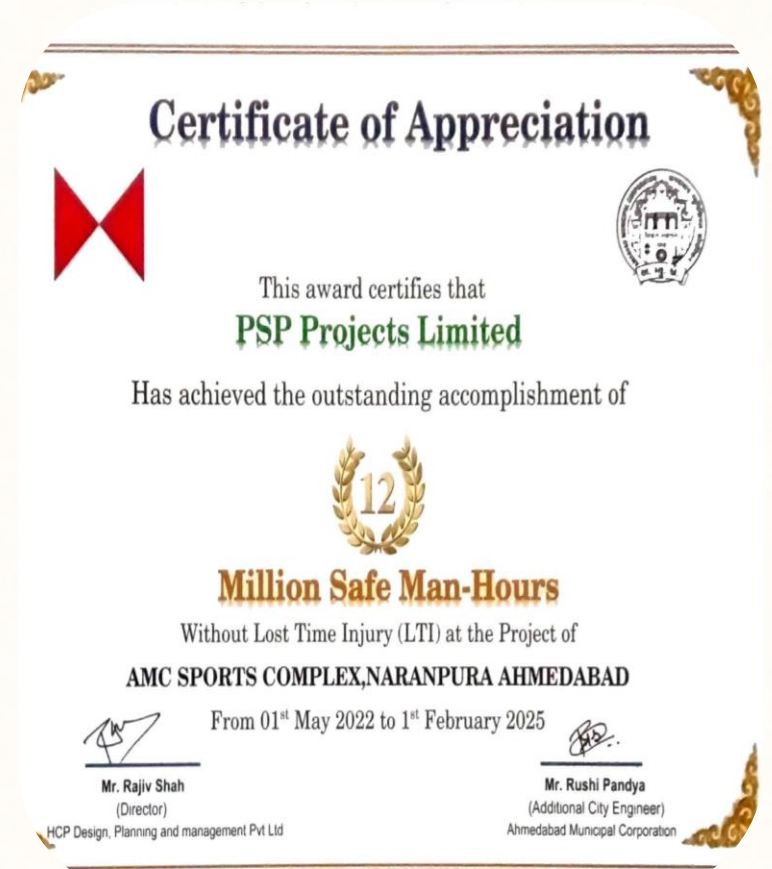 Certificate of Appreciation
This award certifies that
PSP Projects Limited
Has achieved the outstanding accomplishment of
12
Million Safe Man-Hours
Without Lost Time Injury (LTI) at the Project of
AMC SPORTS COMPLEX,NARANPURA AHMEDABAD
From 01st May 2022 to 1st February 2025
Mr. Rajiv Shah
(Director)
HCP Design, Planning and management Pvt Ltd
Mr. Rushi Pandya
(Additional City Engineer)
Ahmedabad Municipal Corporation